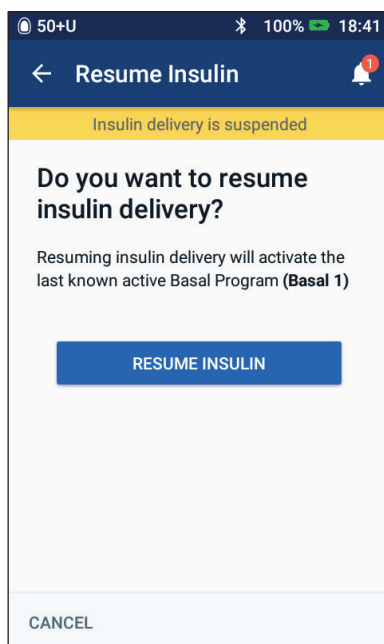 50+U 100% 18:41
Resume Insulin 1
Insulin delivery is suspended
Do you want to resume
insulin delivery?
Resuming insulin delivery will activate the
last known active Basal Program (Basal 1)
RESUME INSULIN
CANCEL